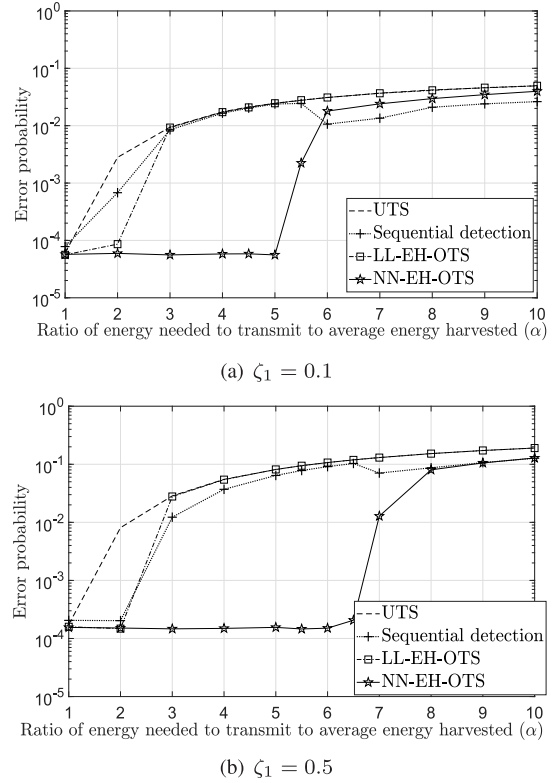 10^0
10^-1
10^-2
10^-3
10^-4
10^-5
Error probability
UTS
Sequential detection
LL-EH-OTS
NN-EH-OTS
1 2 3 4 5 6 7 8 9 10
Ratio of energy needed to transmit to average energy harvested (α)
(a) ζ₁ = 0.1
10^0
10^-1
10^-2
10^-3
10^-4
10^-5
Error probability
UTS
Sequential detection
LL-EH-OTS
NN-EH-OTS
1 2 3 4 5 6 7 8 9 10
Ratio of energy needed to transmit to average energy harvested (α)
(b) ζ₁ = 0.5